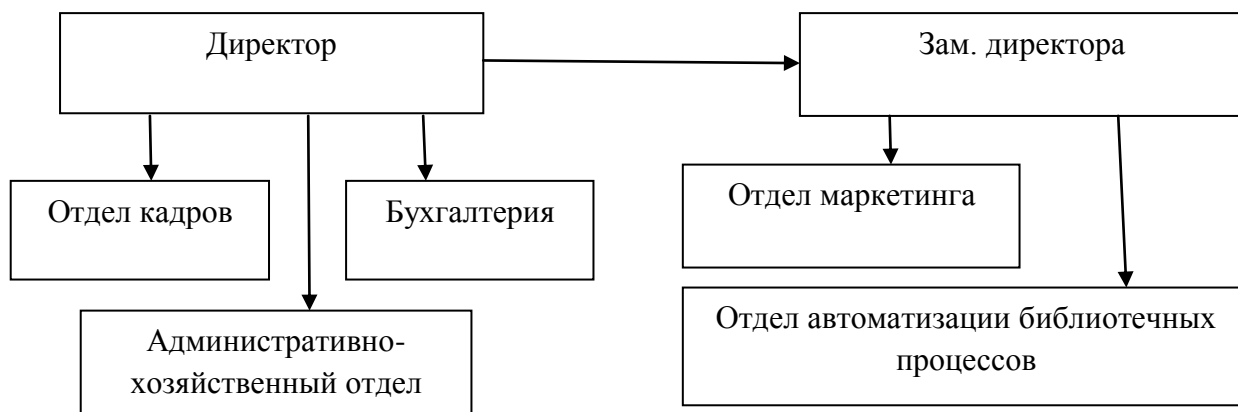 Директор
Зам. директора
Отдел кадров
Бухгалтерия
Отдел маркетинга
Административно-
хозяйственный отдел
Отдел автоматизации библиотечных
процессов